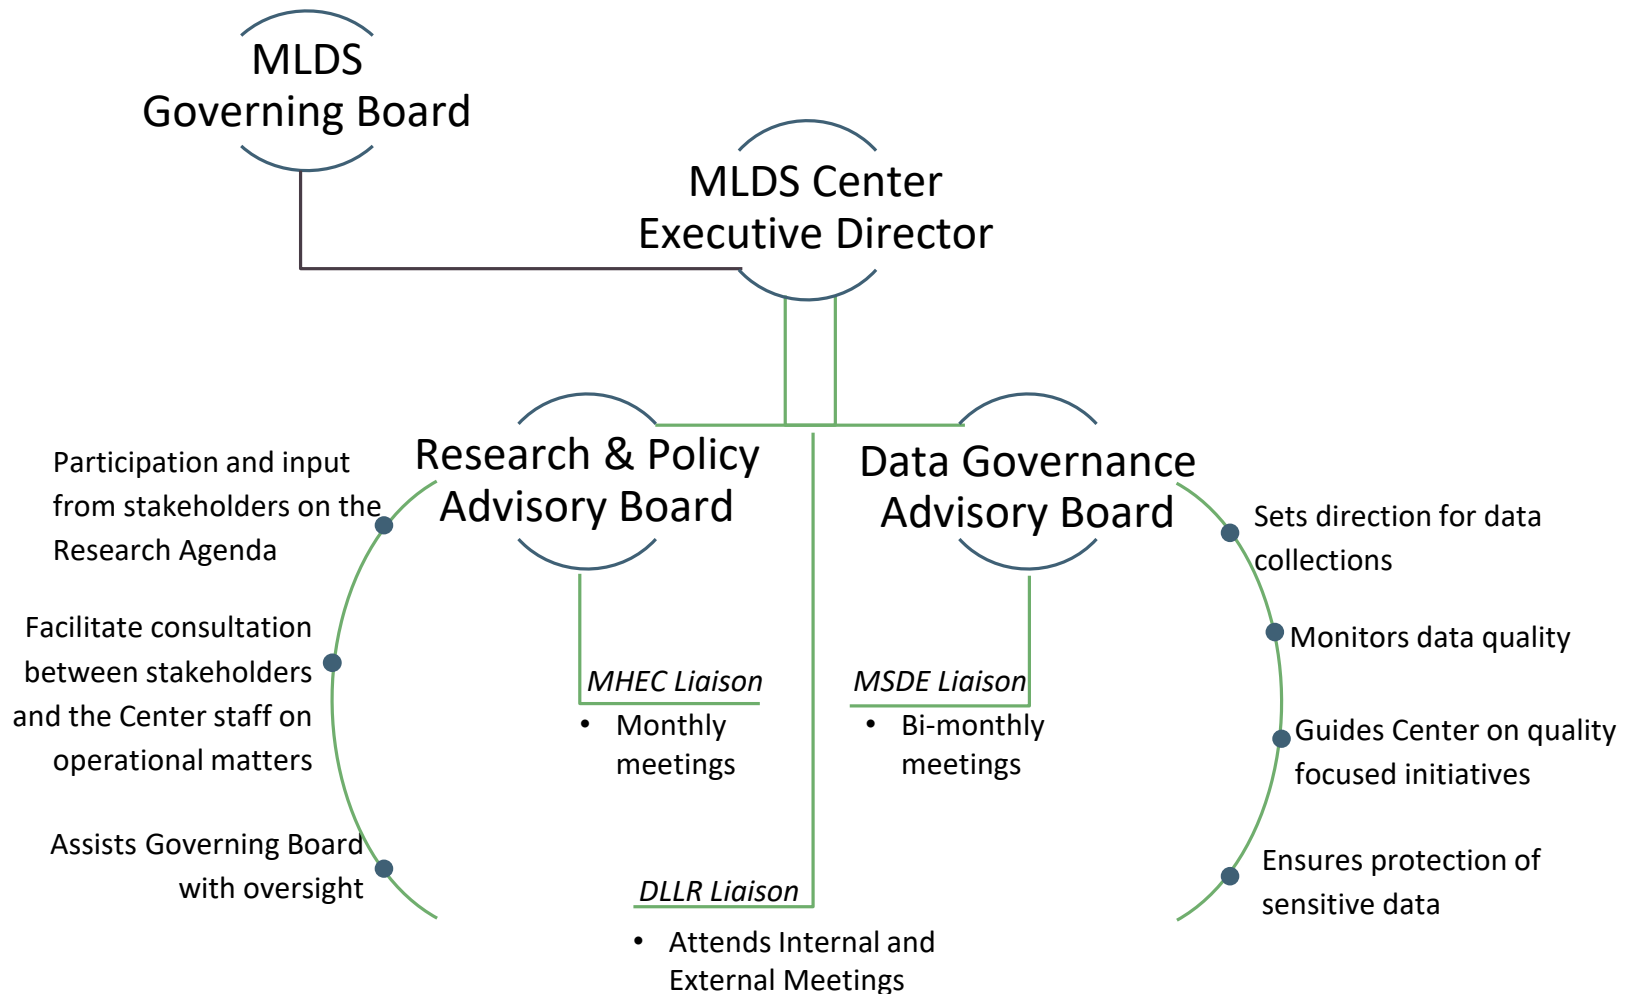 MLDS
Governing Board
MLDS Center
Executive Director
Research & Policy
Advisory Board
Data Governance
Advisory Board
Participation and input
from stakeholders on the
Research Agenda
Facilitate consultation
between stakeholders
and the Center staff on
operational matters
Assists Governing Board
with oversight
MHEC Liaison
• Monthly
meetings
MSDE Liaison
• Bi-monthly
meetings
DLLR Liaison
• Attends Internal and
External Meetings
Sets direction for data
collections
Monitors data quality
Guides Center on quality
focused initiatives
Ensures protection of
sensitive data